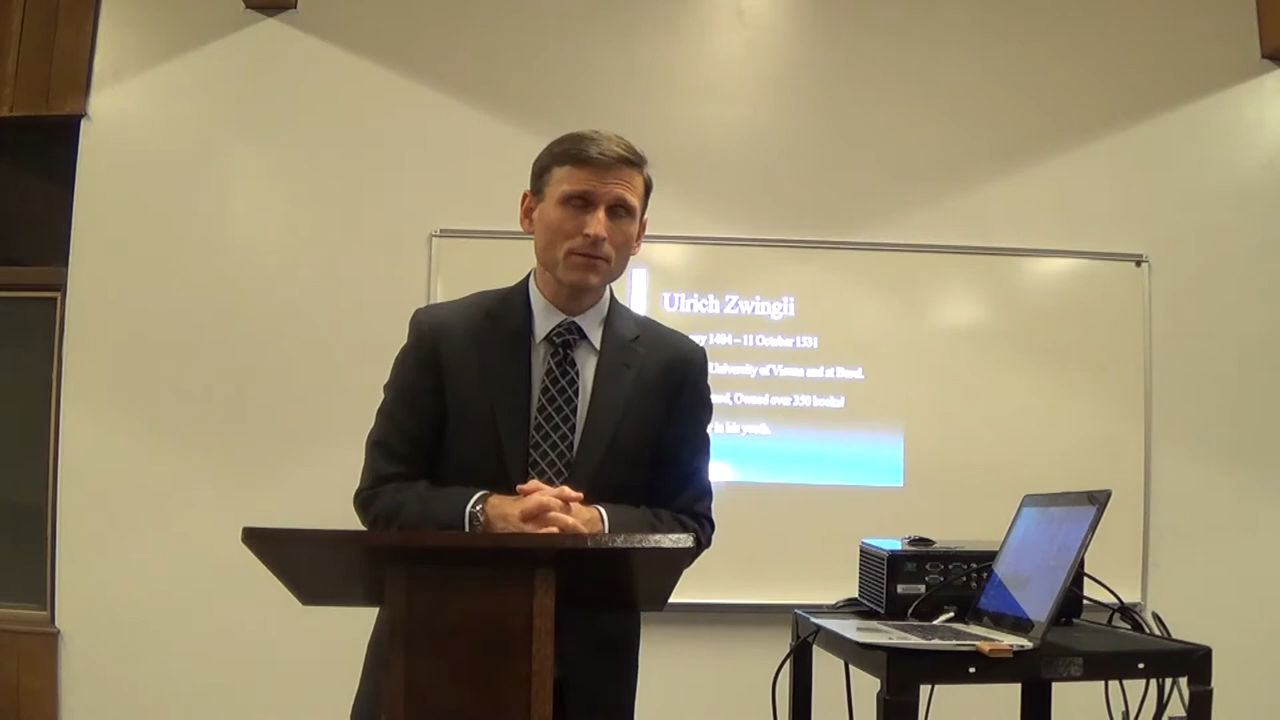 Ulrich Zwingli
1484 – 11 October 1531
University of Vienna and at Basel.
Owned over 350 books!
in his youth.